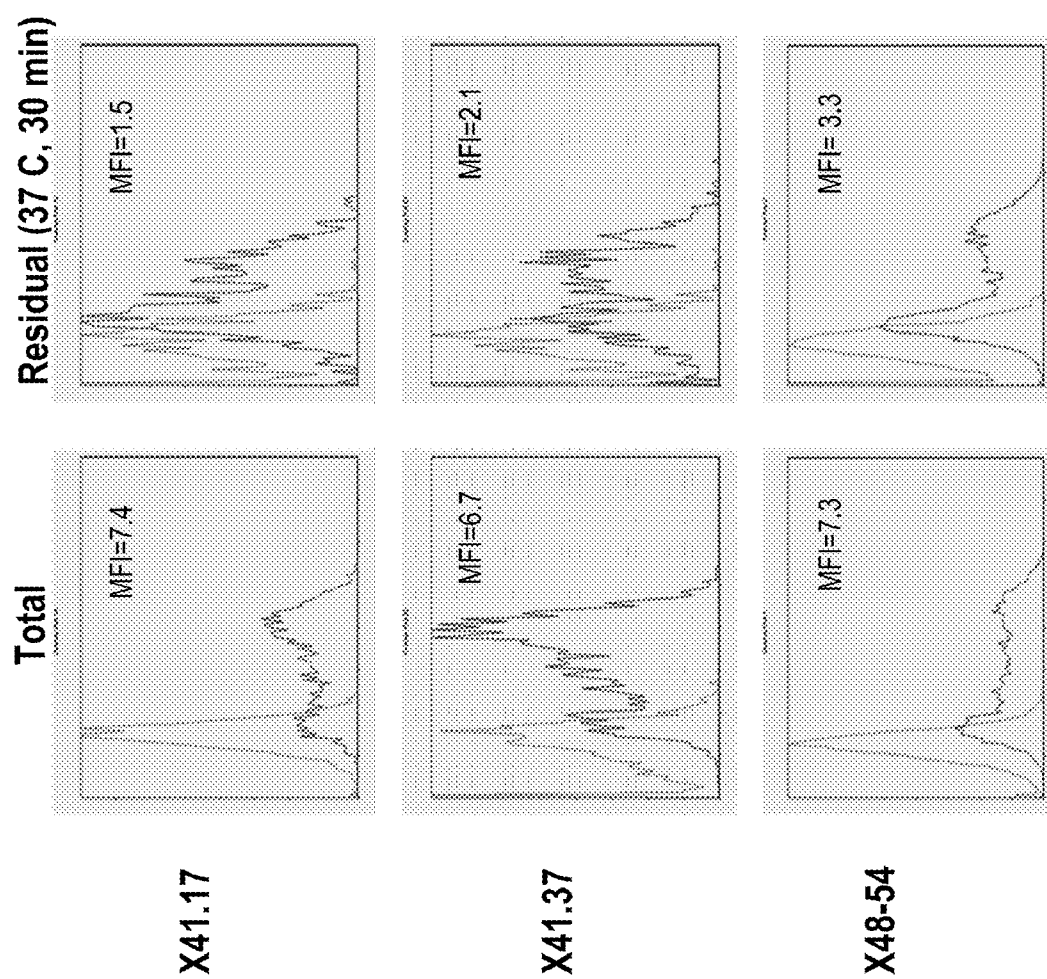 Total
Residual (37 C, 30 min)
X41.17
MFI=7.4
MFI=1.5
X41.37
MFI=6.7
MFI=2.1
X48-54
MFI=7.3
MFI= 3.3